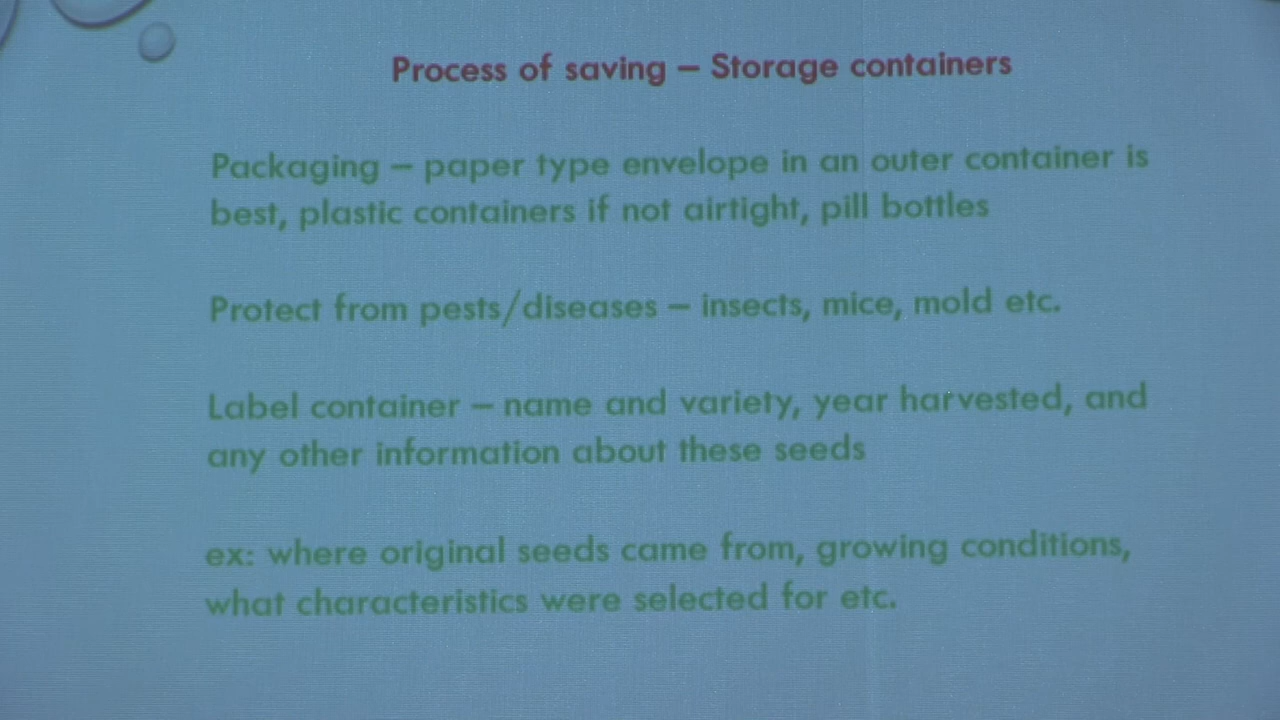 Process of saving – Storage containers
Packaging – paper type envelope in an outer container is
best, plastic containers if not airtight, pill bottles
Protect from pests/diseases – insects, mice, mold etc.
Label container – name and variety, year harvested, and
any other information about these seeds
ex: where original seeds came from, growing conditions,
what characteristics were selected for etc.